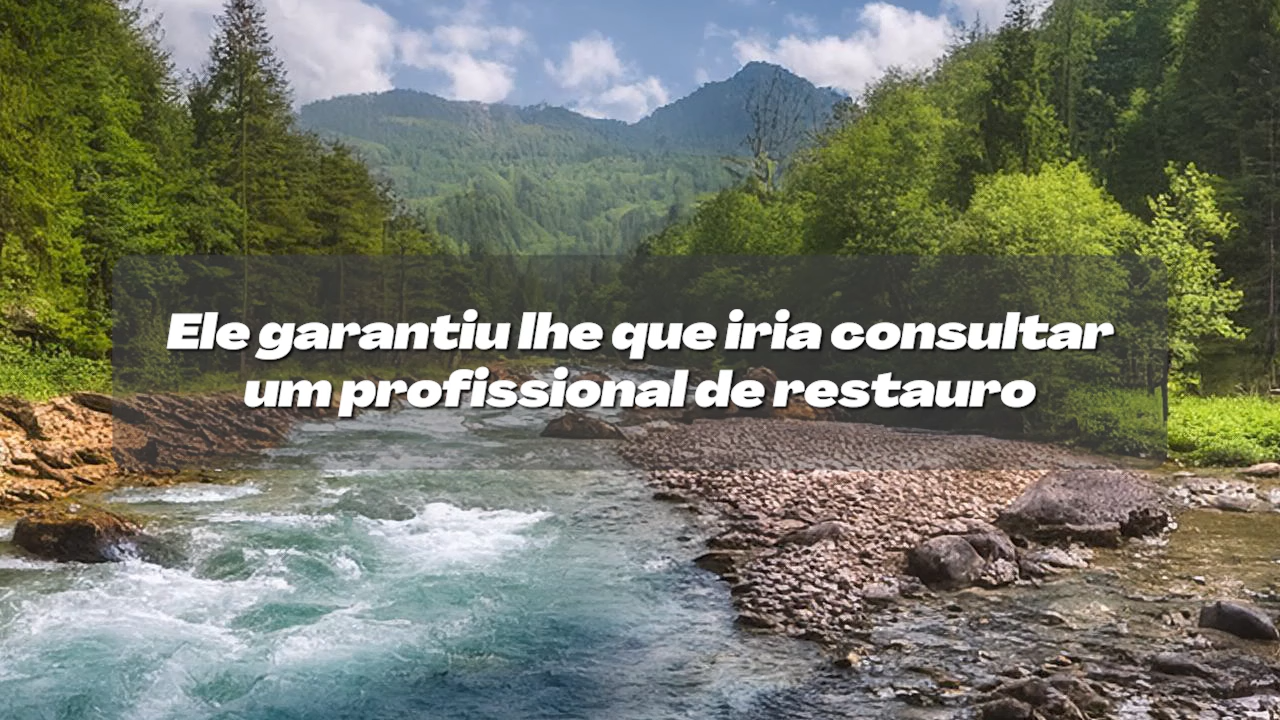 Ele garantiu lhe que iria consultar
um profissional de restauro